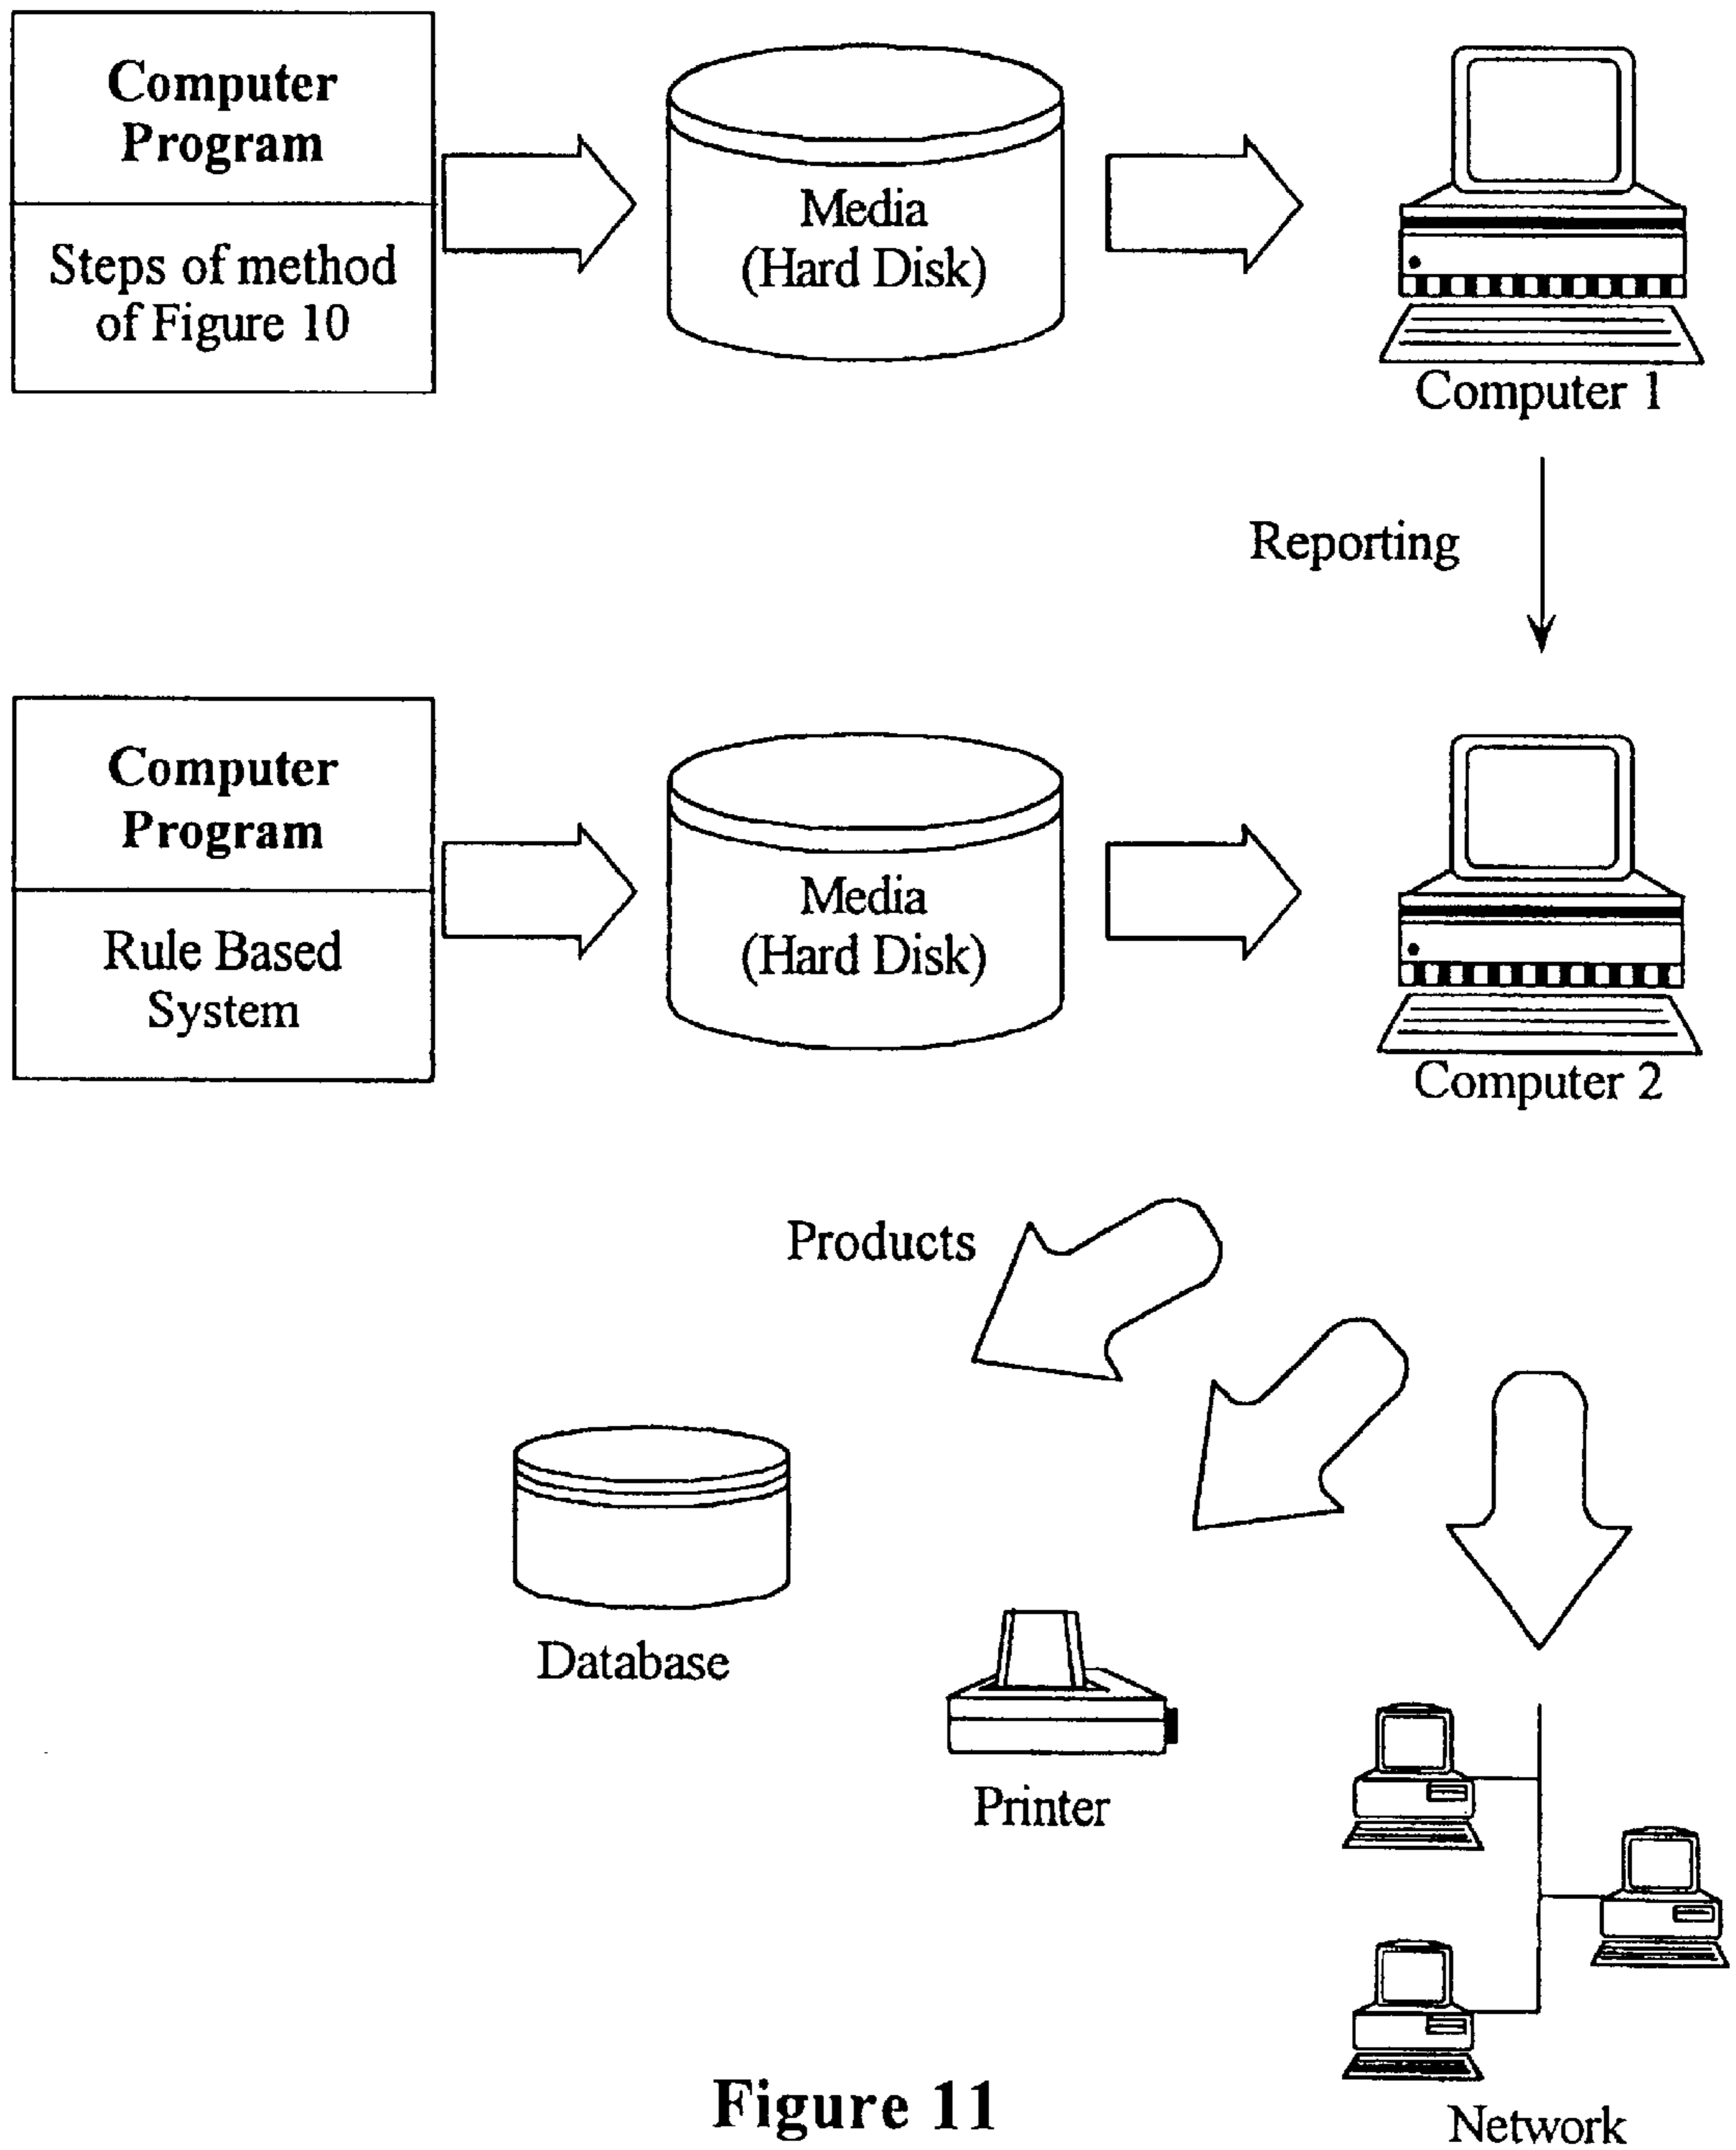 Computer
Program
Steps of method
of Figure 10
Media
(Hard Disk)
Computer 1
Reporting
Computer
Program
Rule Based
System
Media
(Hard Disk)
Computer 2
Products
Database
Printer
Network
Figure 11